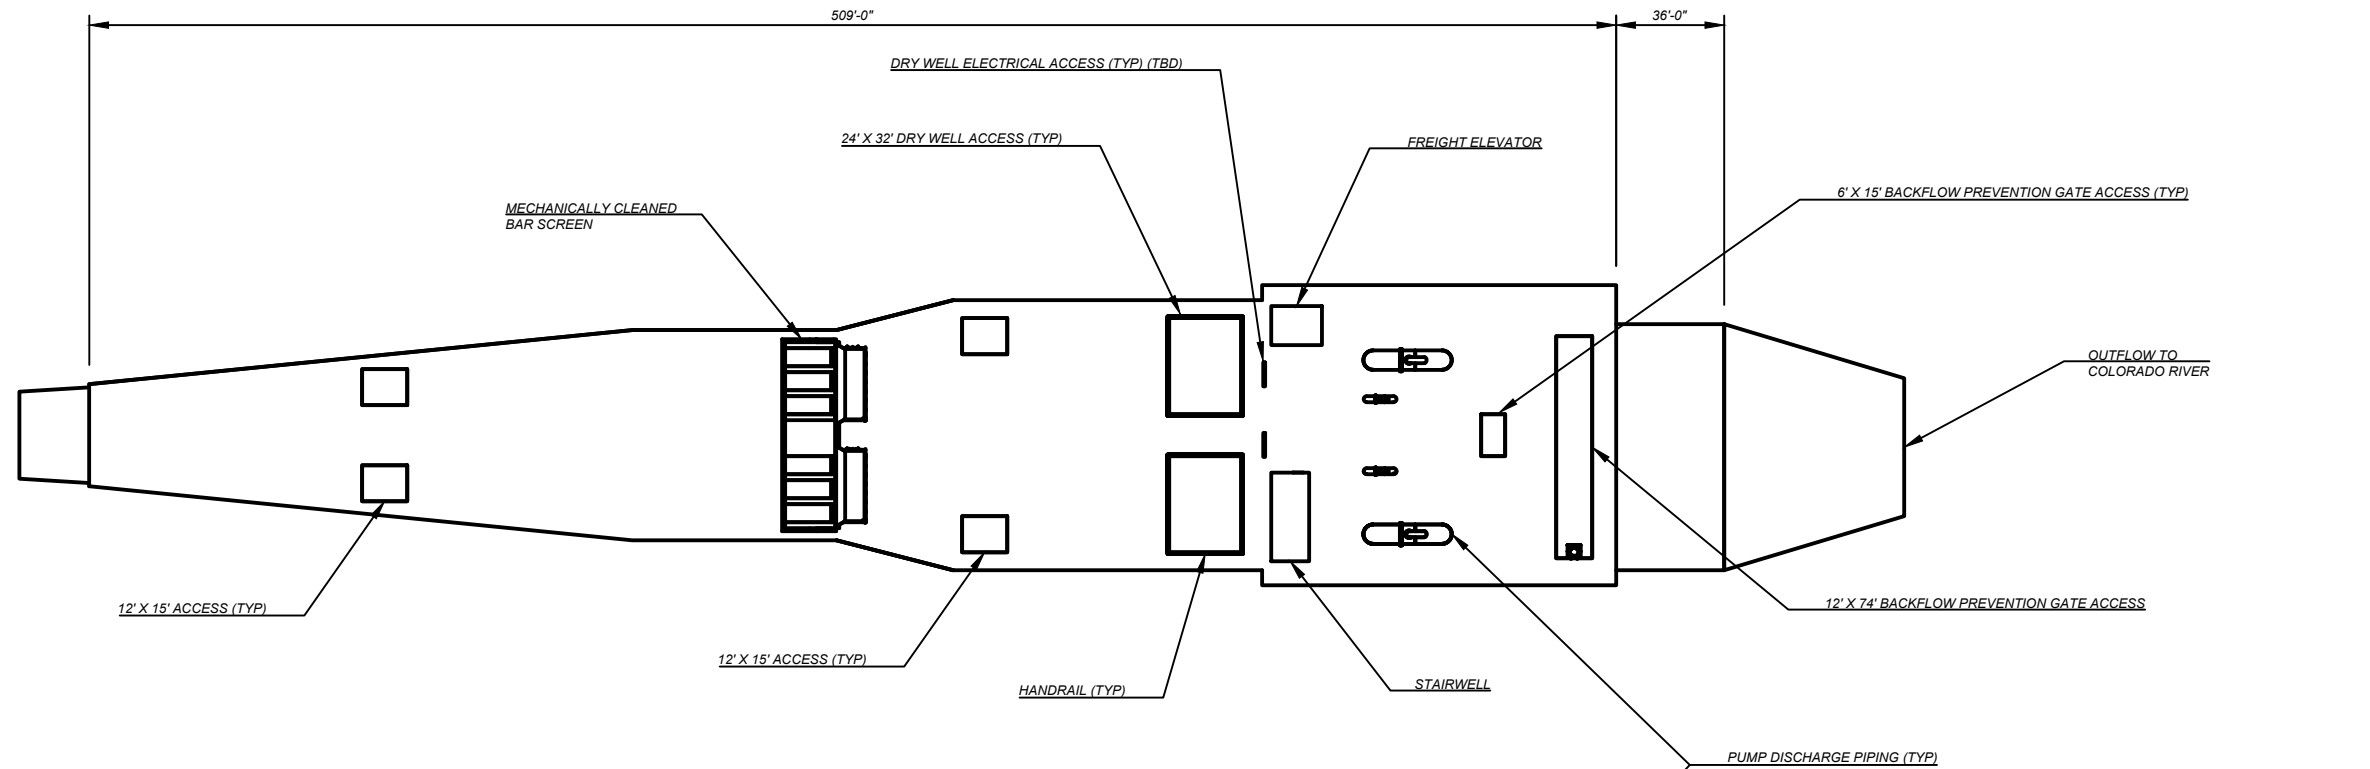 509'-0"
36'-0"
DRY WELL ELECTRICAL ACCESS (TYP) (TBD)
24' X 32' DRY WELL ACCESS (TYP)
FREIGHT ELEVATOR
6' X 15' BACKFLOW PREVENTION GATE ACCESS (TYP)
MECHANICALLY CLEANED
BAR SCREEN
OUTFLOW TO
COLORADO RIVER
12' X 15' ACCESS (TYP)
12' X 74' BACKFLOW PREVENTION GATE ACCESS
12' X 15' ACCESS (TYP)
HANDRAIL (TYP)
STAIRWELL
PUMP DISCHARGE PIPING (TYP)